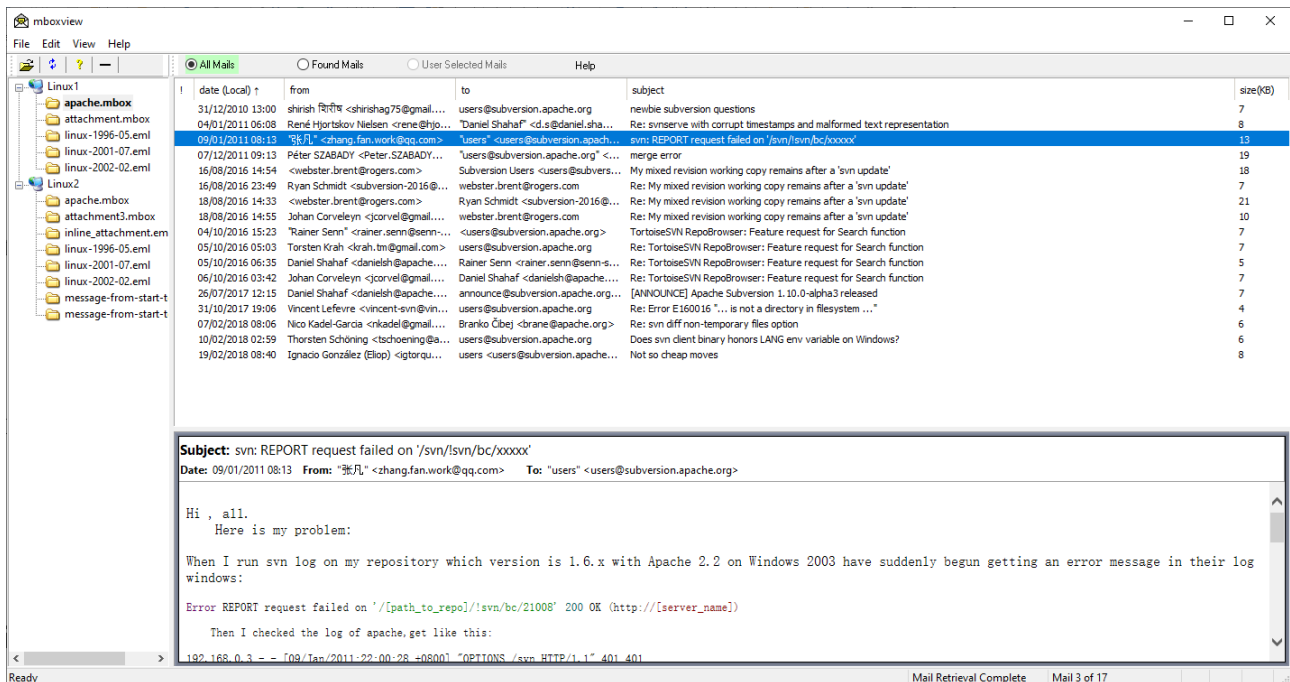 mboxview
File Edit View Help
All Mails Found Mails User Selected Mails Help
Linux1
apache.mbox
attachment.mbox
linux-1996-05.eml
linux-2001-07.eml
linux-2002-02.eml
Linux2
apache.mbox
attachment3.mbox
inline_attachment.em
linux-1996-05.eml
linux-2001-07.eml
linux-2002-02.eml
message-from-start-t
message-from-start-t
! date (Local) ↑ from to subject size(KB)
31/12/2010 13:00 shirish शिरीष <shirishag75@gmail.... users@subversion.apache.org newbie subversion questions 7
04/01/2011 06:08 René Hjortskov Nielsen <rene@hjo... "Daniel Shahaf" <d.s@daniel.sha... Re: svnserve with corrupt timestamps and malformed text representation 8
09/01/2011 08:13 "张凡" <zhang.fan.work@qq.com> "users" <users@subversion.apach... svn: REPORT request failed on '/svn/!svn/bc/xxxxx' 13
07/12/2011 09:13 Péter SZABADY <Peter.SZABADY... "users@subversion.apache.org" <... merge error 19
16/08/2016 14:54 <webster.brent@rogers.com> Subversion Users <users@subvers... My mixed revision working copy remains after a 'svn update' 18
16/08/2016 23:49 Ryan Schmidt <subversion-2016@... webster.brent@rogers.com Re: My mixed revision working copy remains after a 'svn update' 7
18/08/2016 14:33 <webster.brent@rogers.com> Ryan Schmidt <subversion-2016@... Re: My mixed revision working copy remains after a 'svn update' 21
18/08/2016 14:55 Johan Corveleyn <jcorvel@gmail.... webster.brent@rogers.com Re: My mixed revision working copy remains after a 'svn update' 10
04/10/2016 15:23 "Rainer Senn" <rainer.senn@senn-... <users@subversion.apache.org> TortoiseSVN RepoBrowser: Feature request for Search function 7
05/10/2016 05:03 Torsten Krah <krah.tm@gmail.com> users@subversion.apache.org Re: TortoiseSVN RepoBrowser: Feature request for Search function 7
05/10/2016 06:35 Daniel Shahaf <danielsh@apache.... Rainer Senn <rainer.senn@senn-s... Re: TortoiseSVN RepoBrowser: Feature request for Search function 5
06/10/2016 03:42 Johan Corveleyn <jcorvel@gmail.... Daniel Shahaf <danielsh@apache.... Re: TortoiseSVN RepoBrowser: Feature request for Search function 7
26/07/2017 12:15 Daniel Shahaf <danielsh@apache.... announce@subversion.apache.org... [ANNOUNCE] Apache Subversion 1.10.0-alpha3 released 7
31/10/2017 19:06 Vincent Lefevre <vincent-svn@vin... users@subversion.apache.org Re: Error E160016 "... is not a directory in filesystem ..." 4
07/02/2018 08:06 Nico Kadel-Garcia <nkadel@gmail.... Branko Čibej <brane@apache.org> Re: svn diff non-temporary files option 6
10/02/2018 02:59 Thorsten Schöning <tschoening@a... users@subversion.apache.org Does svn client binary honors LANG env variable on Windows? 6
19/02/2018 08:40 Ignacio González (Eliop) <igtorqu... users <users@subversion.apache... Not so cheap moves 8
Subject: svn: REPORT request failed on '/svn/!svn/bc/xxxxx'
Date: 09/01/2011 08:13 From: "张凡" <zhang.fan.work@qq.com> To: "users" <users@subversion.apache.org>
Hi , all.
Here is my problem:
When I run svn log on my repository which version is 1.6.x with Apache 2.2 on Windows 2003 have suddenly begun getting an error message in their log
windows:
Error REPORT request failed on '/[path_to_repo]/!svn/bc/21008' 200 OK (http://[server_name])
Then I checked the log of apache,get like this:
192.168.0.3 - - [09/Jan/2011:22:00:28 +0800] "OPTIONS /svn HTTP/1.1" 401 401
Ready Mail Retrieval Complete Mail 3 of 17